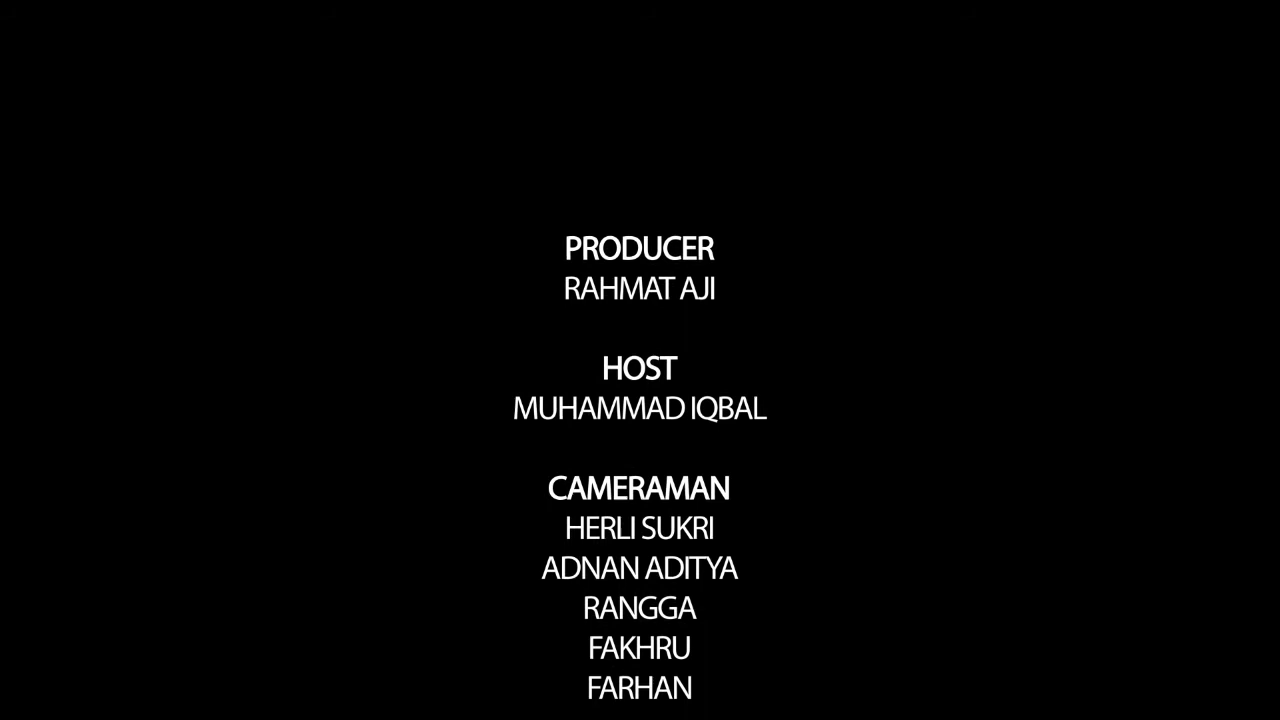 PRODUCER
RAHMAT AJI
HOST
MUHAMMAD IQBAL
CAMERAMAN
HERLI SUKRI
ADNAN ADITYA
RANGGA
FAKHRU
FARHAN